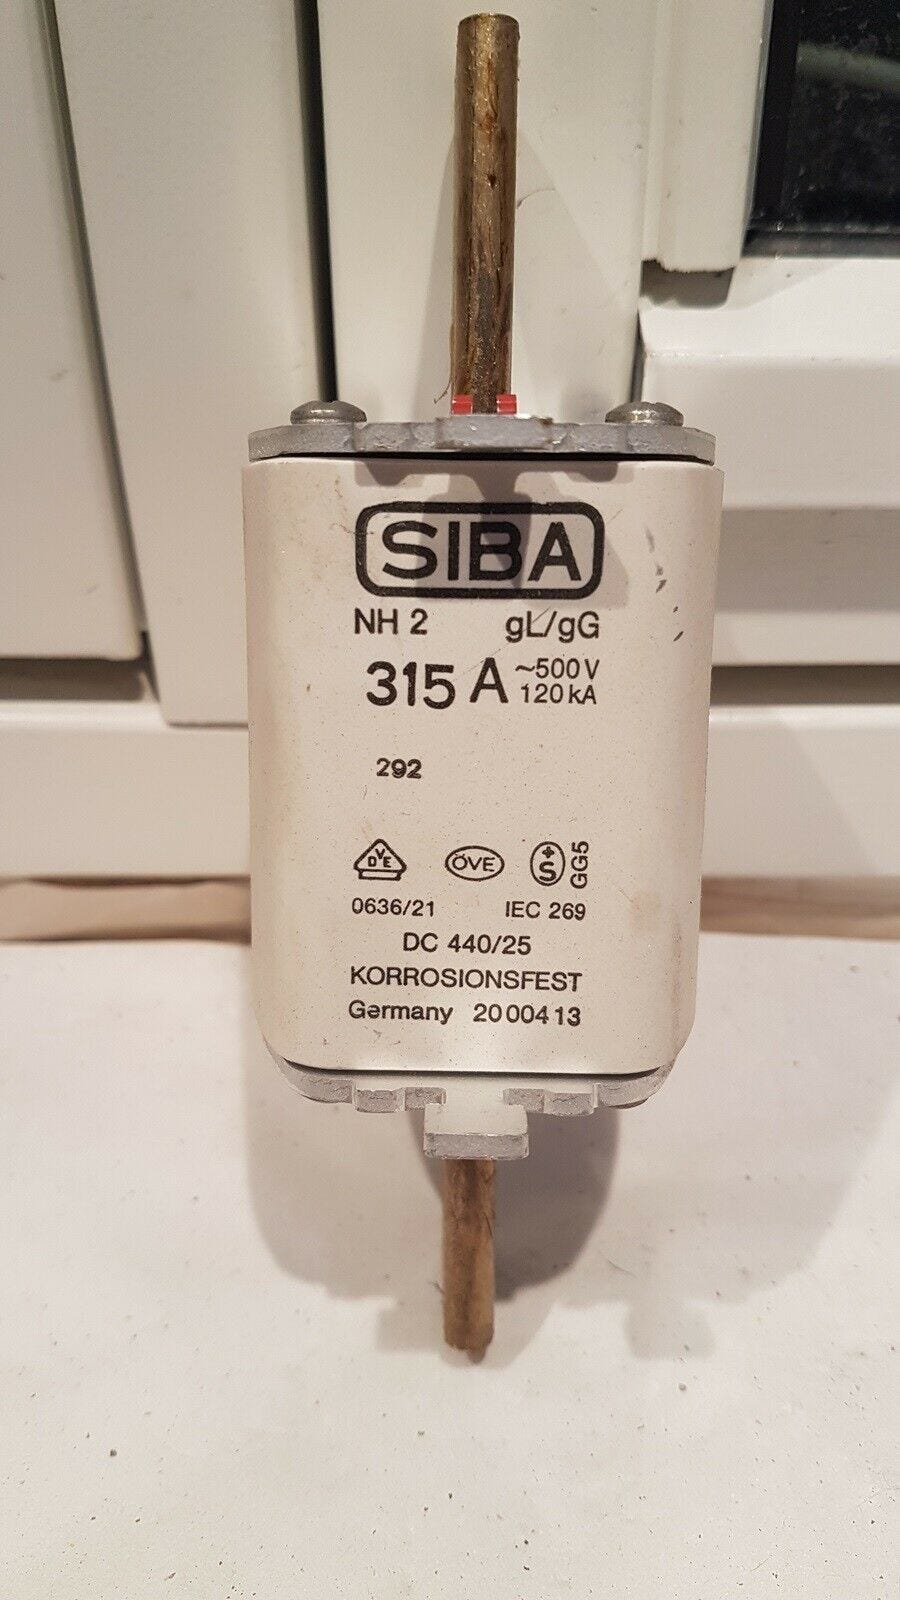 SIBA
NH 2 gL/gG
315 A ~500 V
120 kA
292
VDE ÖVE +S GG5
0636/21 IEC 269
DC 440/25
KORROSIONSFEST
Germany 20 004 13